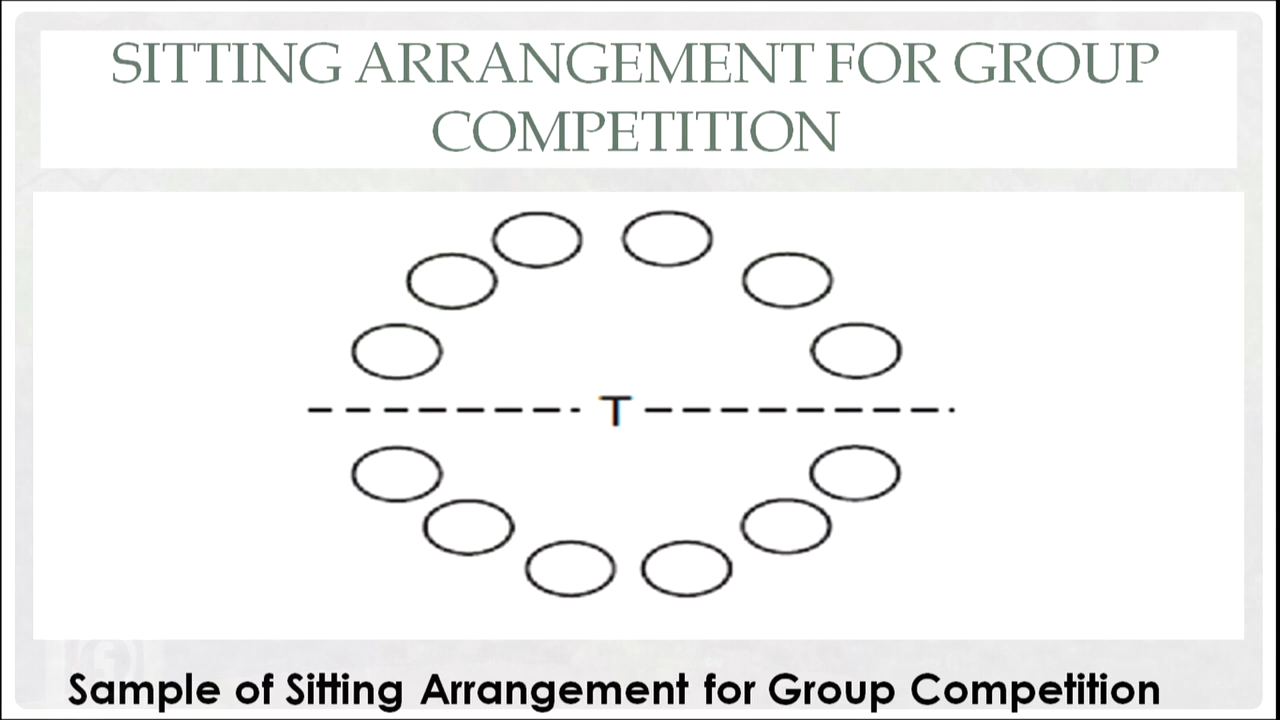 SITTING ARRANGEMENT FOR GROUP
COMPETITION
T
Sample of Sitting Arrangement for Group Competition